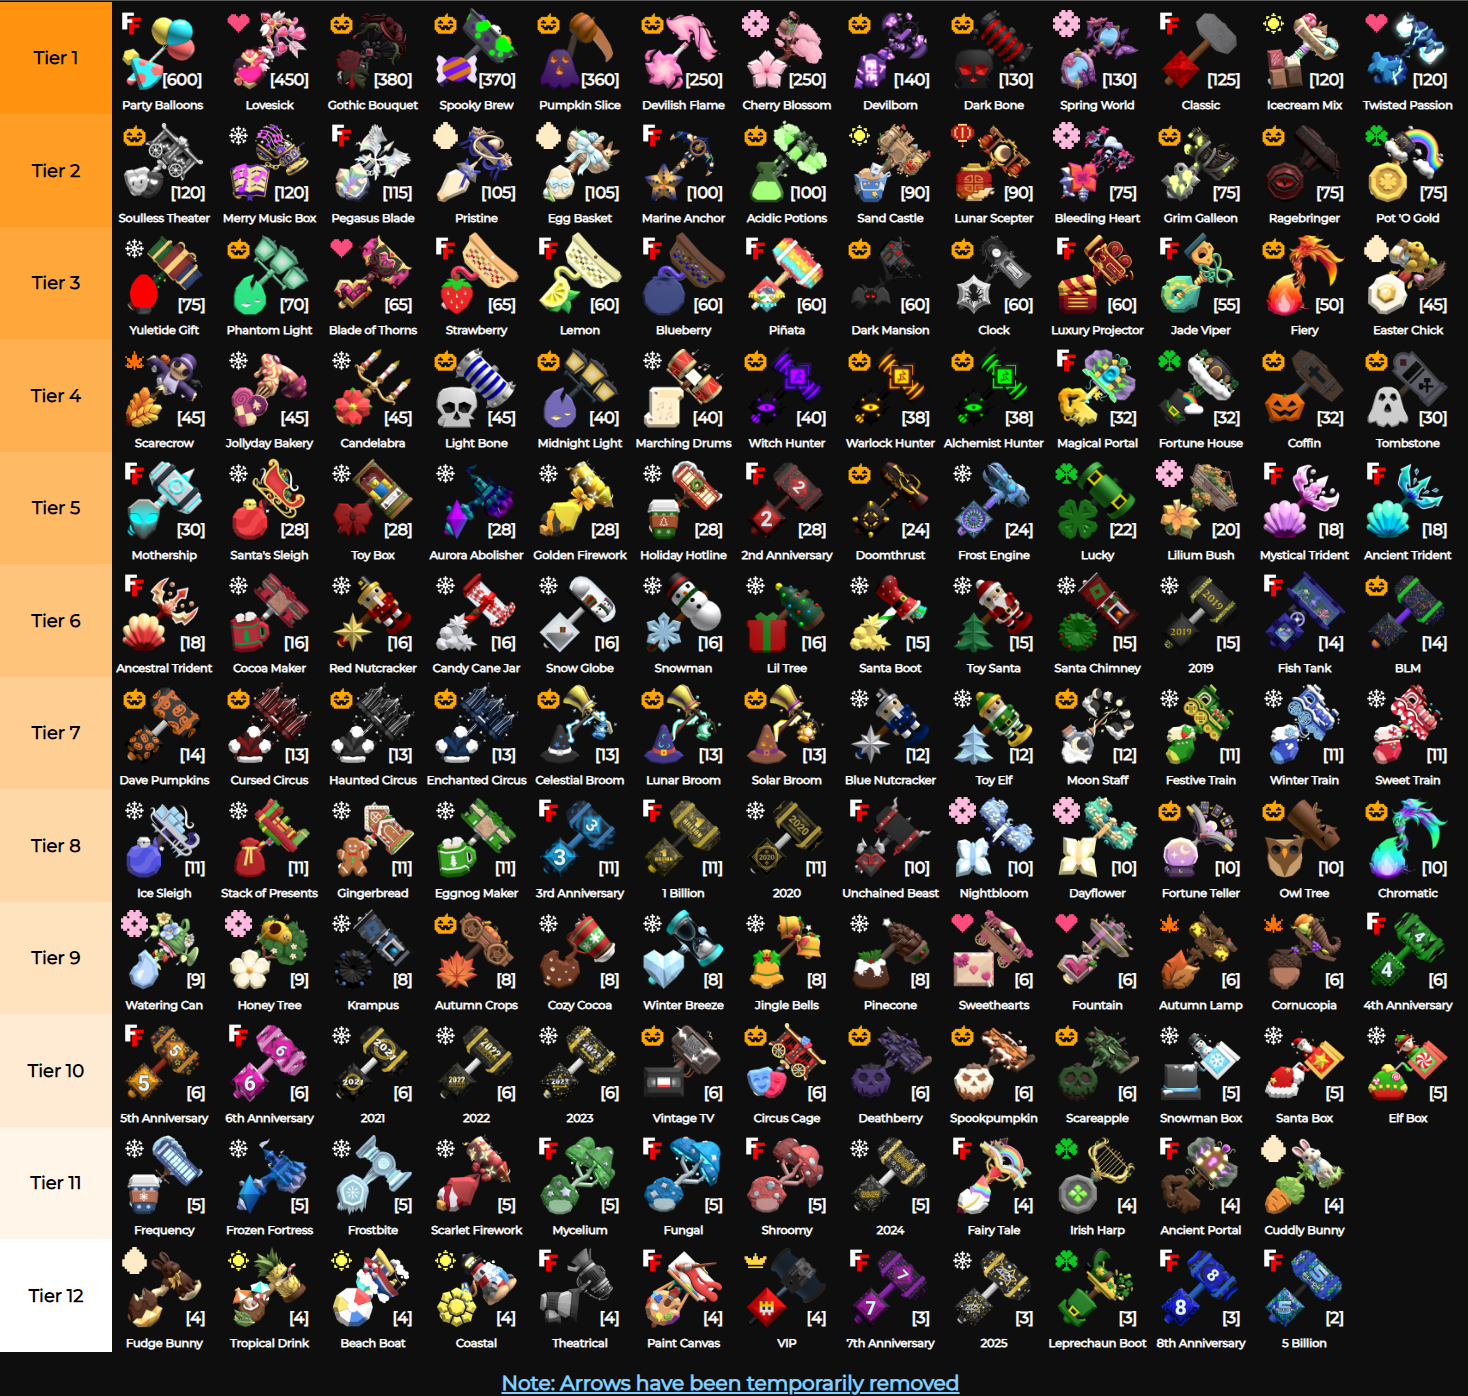 Tier 1
[600] [450] [380] [370] [360] [250] [250] [140] [130] [130] [125] [120] [120]
Party Balloons Lovesick Gothic Bouquet Spooky Brew Pumpkin Slice Devilish Flame Cherry Blossom Devilborn Dark Bone Spring World Classic Icecream Mix Twisted Passion
Tier 2
[120] [120] [115] [105] [105] [100] [100] [90] [90] [75] [75] [75] [75]
Soulless Theater Merry Music Box Pegasus Blade Pristine Egg Basket Marine Anchor Acidic Potions Sand Castle Lunar Scepter Bleeding Heart Grim Galleon Ragebringer Pot 'O Gold
Tier 3
[75] [70] [65] [65] [60] [60] [60] [60] [60] [60] [55] [50] [45]
Yuletide Gift Phantom Light Blade of Thorns Strawberry Lemon Blueberry Piñata Dark Mansion Clock Luxury Projector Jade Viper Fiery Easter Chick
Tier 4
[45] [45] [45] [45] [40] [40] [40] [38] [38] [32] [32] [32] [30]
Scarecrow Jollyday Bakery Candelabra Light Bone Midnight Light Marching Drums Witch Hunter Warlock Hunter Alchemist Hunter Magical Portal Fortune House Coffin Tombstone
Tier 5
[30] [28] [28] [28] [28] [28] [28] [24] [24] [22] [20] [18] [18]
Mothership Santa's Sleigh Toy Box Aurora Abolisher Golden Firework Holiday Hotline 2nd Anniversary Doomthrust Frost Engine Lucky Lilium Bush Mystical Trident Ancient Trident
Tier 6
[18] [16] [16] [16] [16] [16] [16] [15] [15] [15] [15] [14] [14]
Ancestral Trident Cocoa Maker Red Nutcracker Candy Cane Jar Snow Globe Snowman Lil Tree Santa Boot Toy Santa Santa Chimney 2019 Fish Tank BLM
Tier 7
[14] [13] [13] [13] [13] [13] [13] [12] [12] [12] [11] [11] [11]
Dave Pumpkins Cursed Circus Haunted Circus Enchanted Circus Celestial Broom Lunar Broom Solar Broom Blue Nutcracker Toy Elf Moon Staff Festive Train Winter Train Sweet Train
Tier 8
[11] [11] [11] [11] [11] [11] [11] [10] [10] [10] [10] [10] [10]
Ice Sleigh Stack of Presents Gingerbread Eggnog Maker 3rd Anniversary 1 Billion 2020 Unchained Beast Nightbloom Dayflower Fortune Teller Owl Tree Chromatic
Tier 9
[9] [9] [8] [8] [8] [8] [8] [8] [6] [6] [6] [6] [6]
Watering Can Honey Tree Krampus Autumn Crops Cozy Cocoa Winter Breeze Jingle Bells Pinecone Sweethearts Fountain Autumn Lamp Cornucopia 4th Anniversary
Tier 10
[6] [6] [6] [6] [6] [6] [6] [6] [6] [6] [5] [5] [5]
5th Anniversary 6th Anniversary 2021 2022 2023 Vintage TV Circus Cage Deathberry Spookpumpkin Scareapple Snowman Box Santa Box Elf Box
Tier 11
[5] [5] [5] [5] [5] [5] [5] [5] [4] [4] [4] [4]
Frequency Frozen Fortress Frostbite Scarlet Firework Mycelium Fungal Shroomy 2024 Fairy Tale Irish Harp Ancient Portal Cuddly Bunny
Tier 12
[4] [4] [4] [4] [4] [4] [4] [3] [3] [3] [3] [2]
Fudge Bunny Tropical Drink Beach Boat Coastal Theatrical Paint Canvas VIP 7th Anniversary 2025 Leprechaun Boot 8th Anniversary 5 Billion
Note: Arrows have been temporarily removed